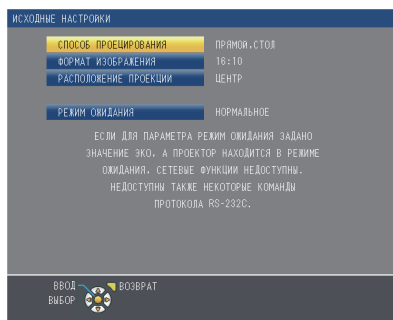 ИСХОДНЫЕ НАСТРОЙКИ
СПОСОБ ПРОЕЦИРОВАНИЯ ПРЯМОЙ.СТОЛ
ФОРМАТ ИЗОБРАЖЕНИЯ 16:10
РАСПОЛОЖЕНИЕ ПРОЕКЦИИ ЦЕНТР
РЕЖИМ ОЖИДАНИЯ НОРМАЛЬНОЕ
ЕСЛИ ДЛЯ ПАРАМЕТРА РЕЖИМ ОЖИДАНИЯ ЗАДАНО
ЗНАЧЕНИЕ ЭКО, А ПРОЕКТОР НАХОДИТСЯ В РЕЖИМЕ
ОЖИДАНИЯ, СЕТЕВЫЕ ФУНКЦИИ НЕДОСТУПНЫ.
НЕДОСТУПНЫ ТАКЖЕ НЕКОТОРЫЕ КОМАНДЫ
ПРОТОКОЛА RS-232C.
ВВОД ВОЗВРАТ
ВЫБОР